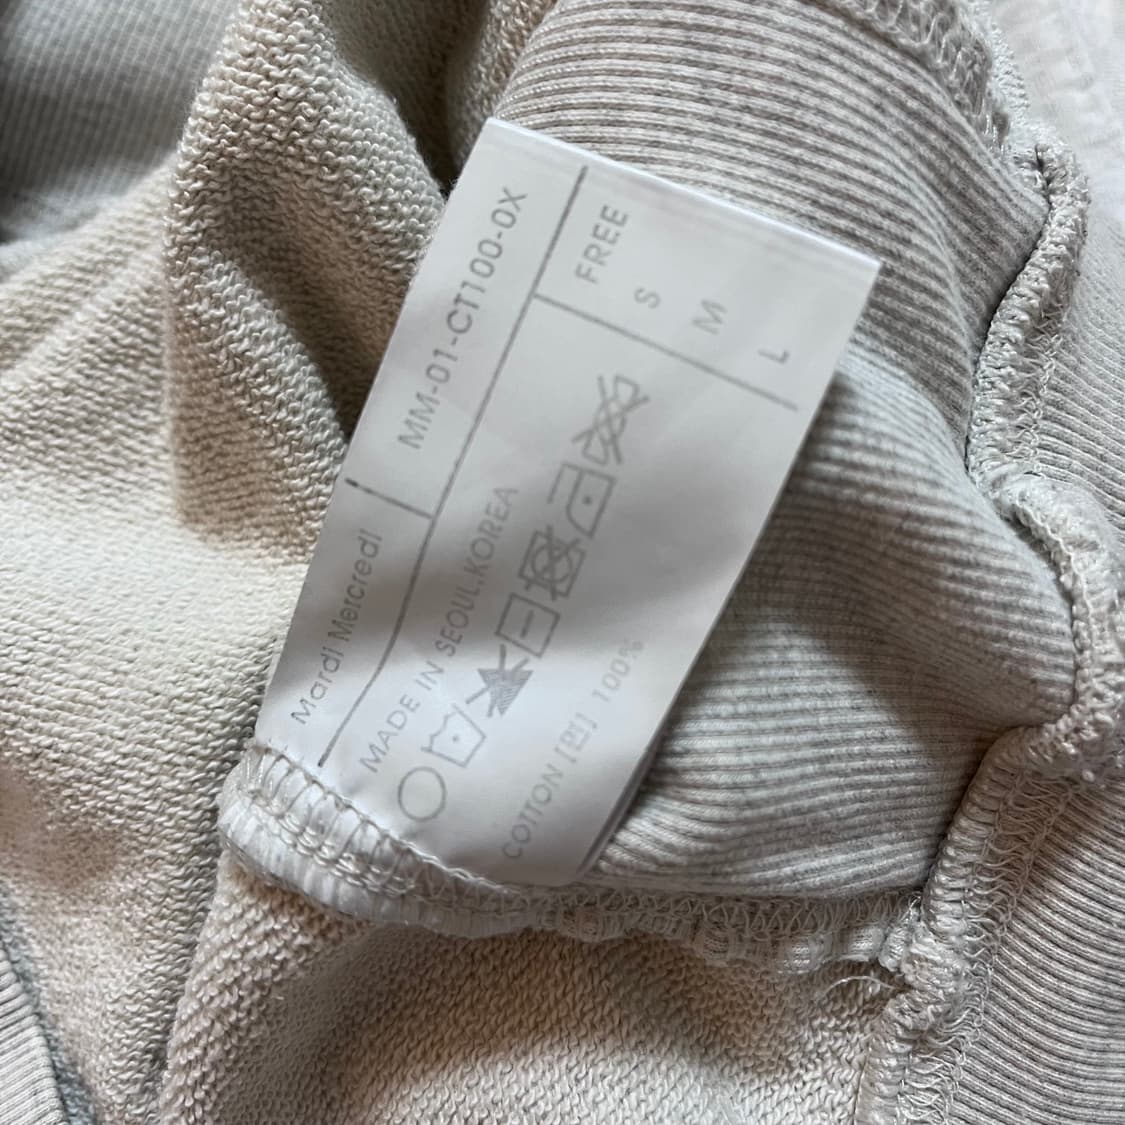 Mardi Mercredi
MM-01-CT100-0X
FREE
S
M
L
MADE IN SEOUL.KOREA
COTTON [면] 100%